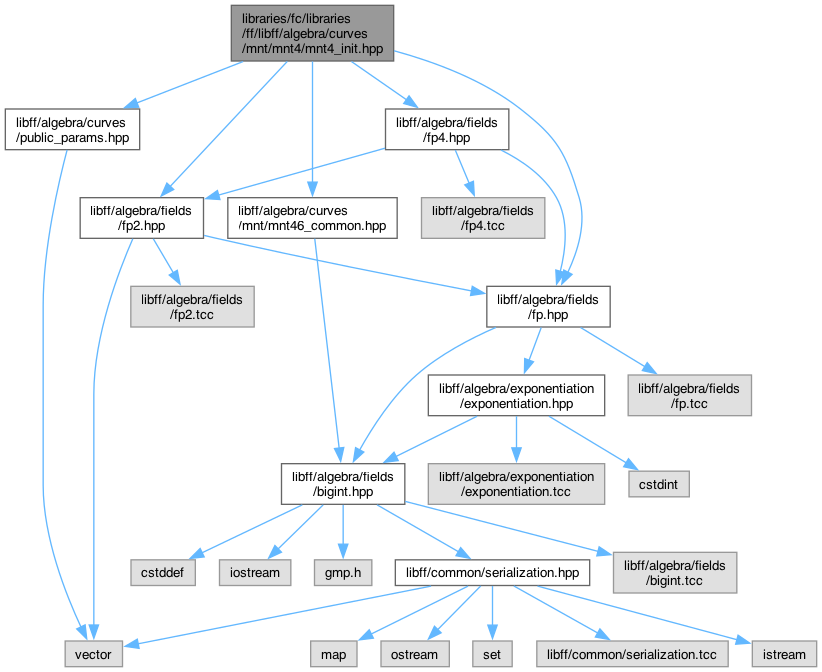 libraries/fc/libraries
/ff/libff/algebra/curves
/mnt/mnt4/mnt4_init.hpp
libff/algebra/curves
/public_params.hpp
libff/algebra/fields
/fp4.hpp
libff/algebra/fields
/fp2.hpp
libff/algebra/curves
/mnt/mnt46_common.hpp
libff/algebra/fields
/fp4.tcc
libff/algebra/fields
/fp2.tcc
libff/algebra/fields
/fp.hpp
libff/algebra/exponentiation
/exponentiation.hpp
libff/algebra/fields
/fp.tcc
libff/algebra/fields
/bigint.hpp
libff/algebra/exponentiation
/exponentiation.tcc
cstdint
cstddef
iostream
gmp.h
libff/common/serialization.hpp
libff/algebra/fields
/bigint.tcc
vector
map
ostream
set
libff/common/serialization.tcc
istream